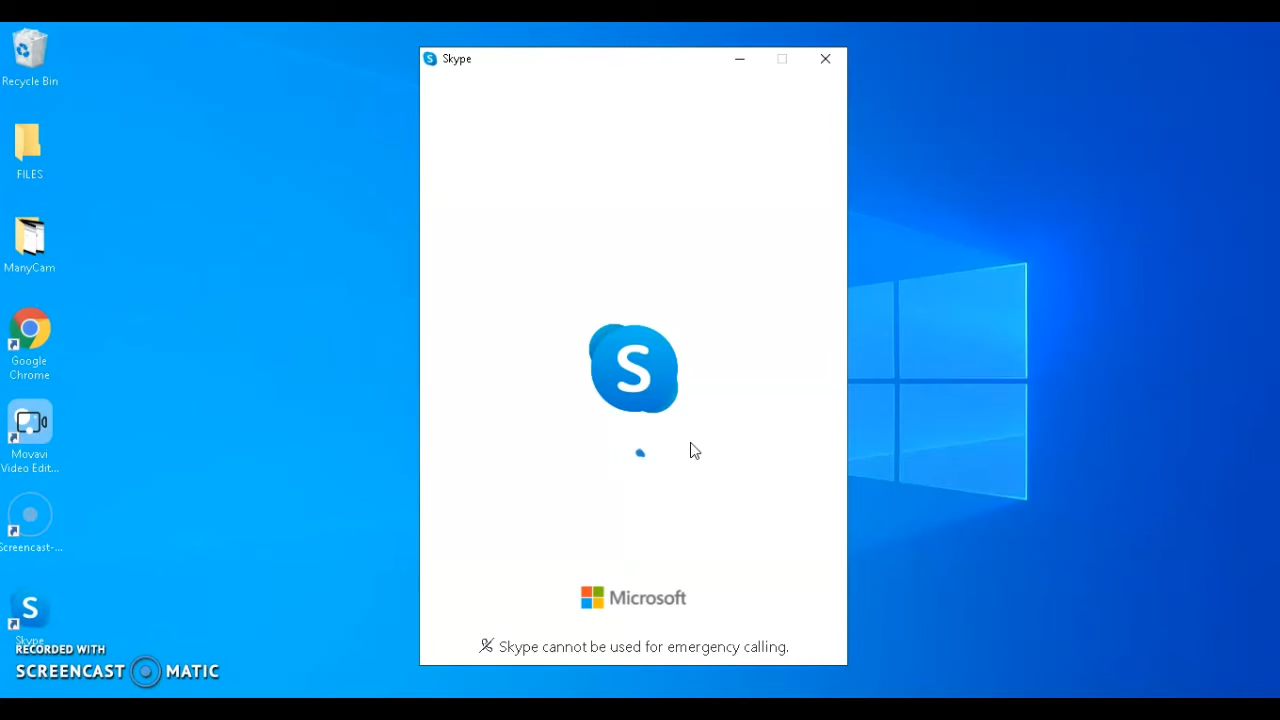 Skype
Recycle Bin
FILES
ManyCam
Google
Chrome
Movavi
Video Edit...
Screencast-...
S
Skype
S
Microsoft
Skype cannot be used for emergency calling.
RECORDED WITH
SCREENCAST MATIC